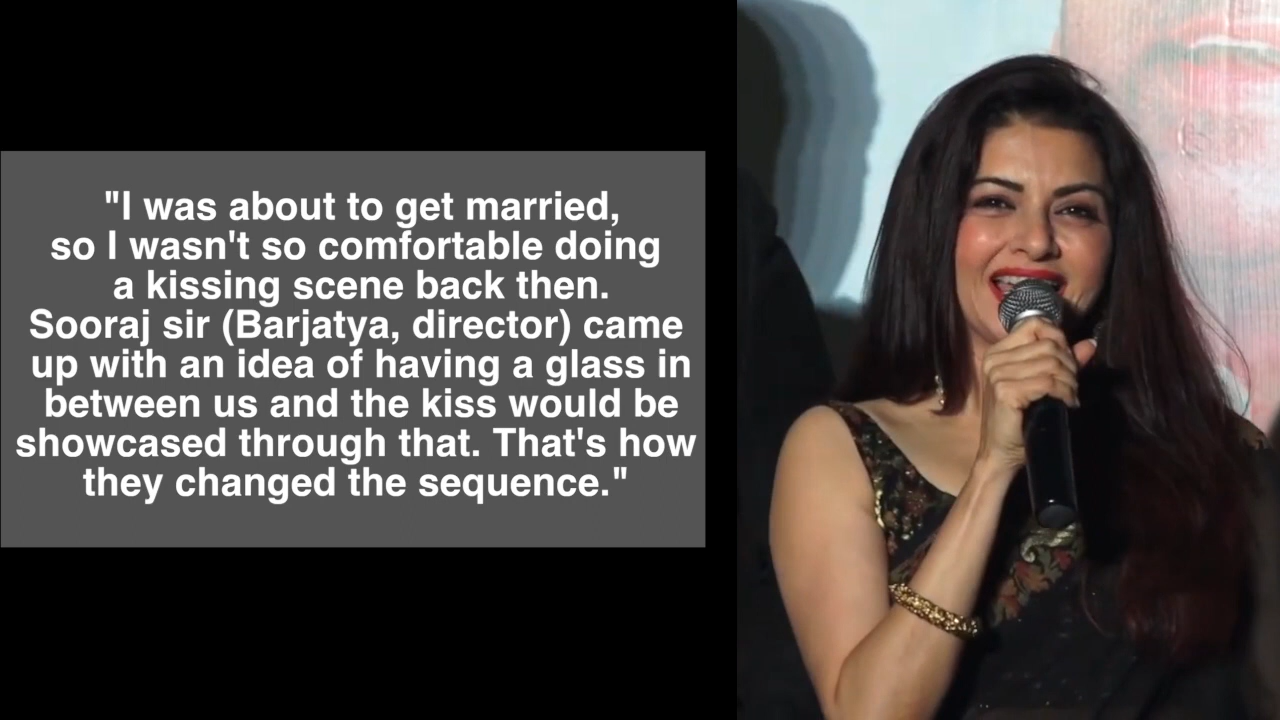 "I was about to get married,
so I wasn't so comfortable doing
a kissing scene back then.
Sooraj sir (Barjatya, director) came
up with an idea of having a glass in
between us and the kiss would be
showcased through that. That's how
they changed the sequence."